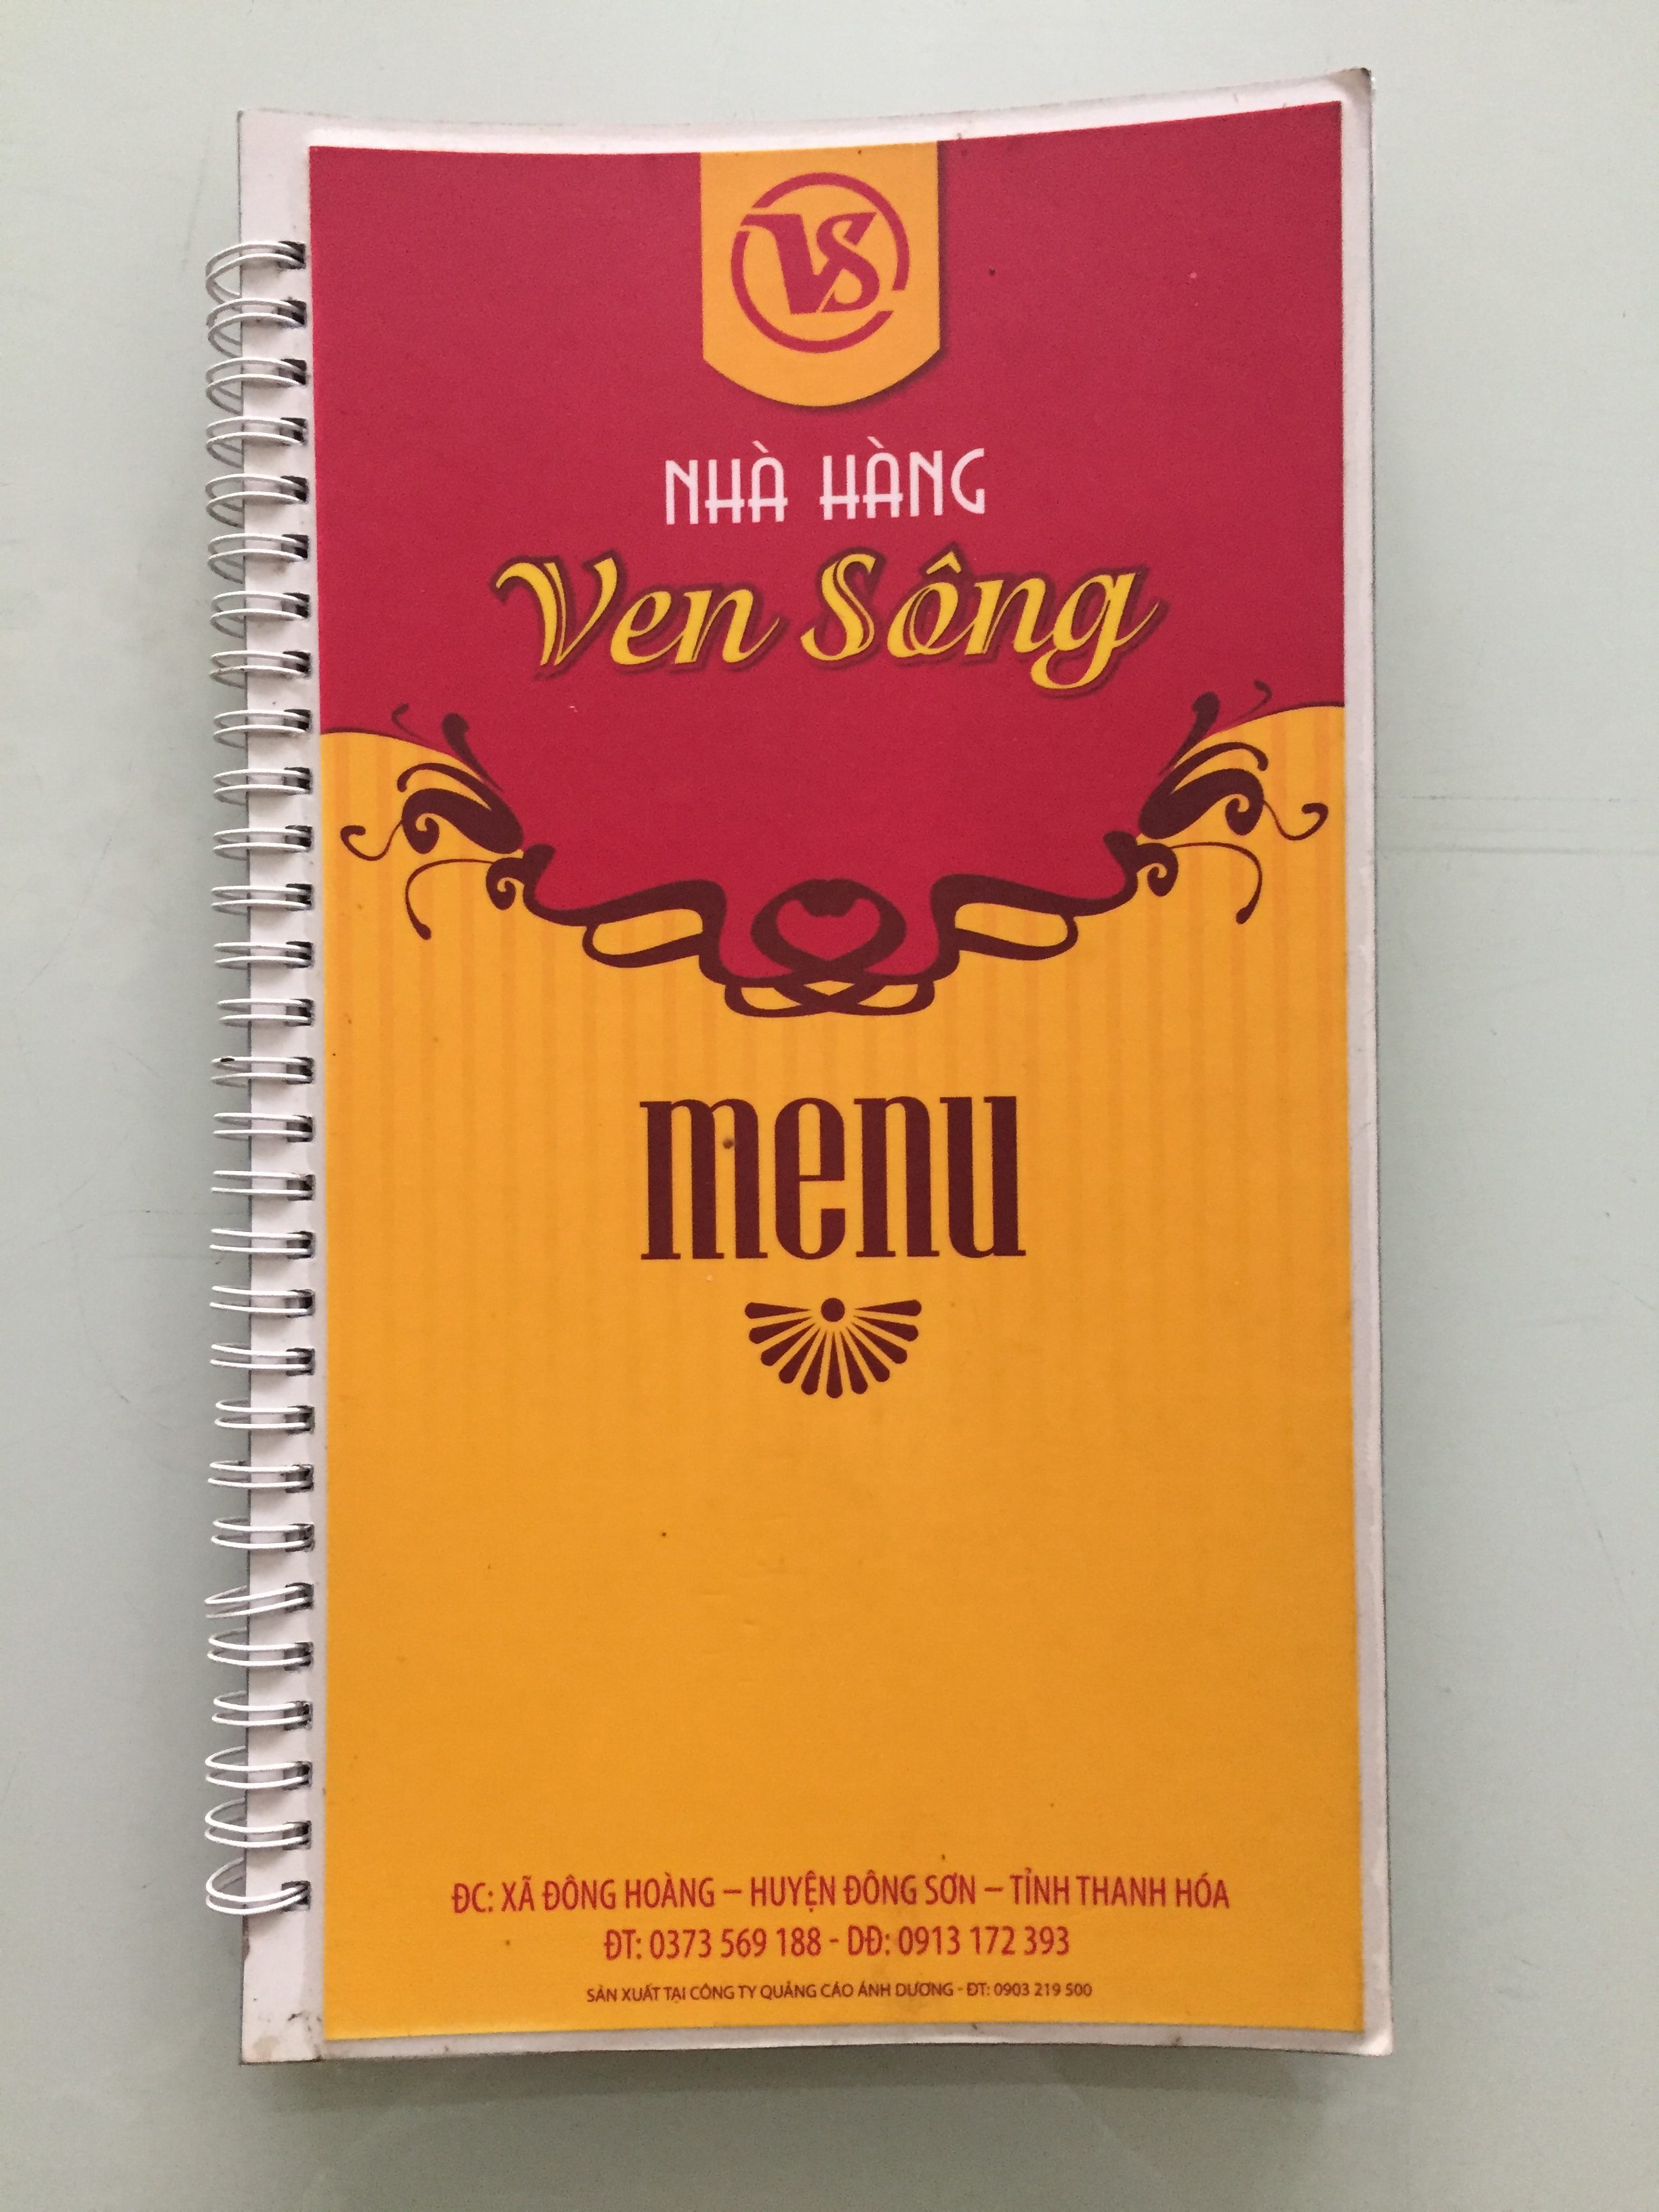 VS
NHÀ HÀNG
Ven Sông
menu
ĐC: XÃ ĐÔNG HOÀNG – HUYỆN ĐÔNG SƠN – TỈNH THANH HÓA
ĐT: 0373 569 188 - DĐ: 0913 172 393
SẢN XUẤT TẠI CÔNG TY QUẢNG CÁO ÁNH DƯƠNG - ĐT: 0903 219 500